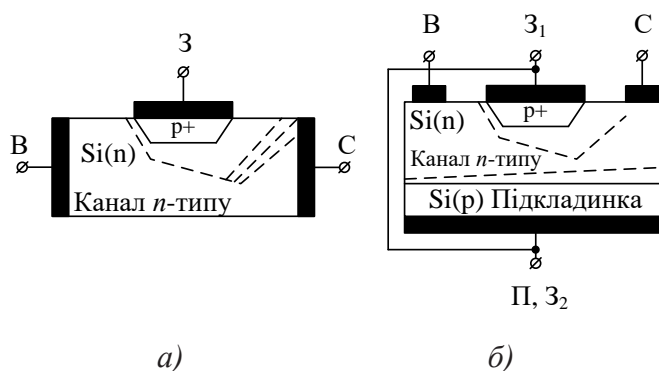 З
p+
Si(n)
В
С
Канал n-типу
а)
В
З₁
С
p+
Si(n)
Канал n-типу
Si(p) Підкладинка
П, З₂
б)